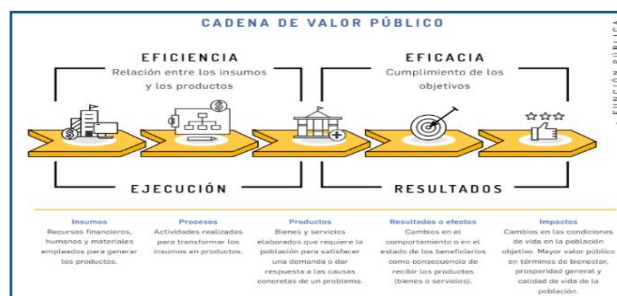 CADENA DE VALOR PÚBLICO
EFICIENCIA
Relación entre los insumos
y los productos
EFICACIA
Cumplimiento de los
objetivos
FUNCIÓN PÚBLICA
$
$
EJECUCIÓN
RESULTADOS
Insumos
Recursos financieros,
humanos y materiales
empleados para generar
los productos.
Procesos
Actividades realizadas
para transformar los
insumos en productos.
Productos
Bienes y servicios
elaborados que requiere la
población para satisfacer
una demanda o dar
respuesta a las causas
concretas de un problema.
Resultados o efectos
Cambios en el
comportamiento o en el
estado de los beneficiarios
como consecuencia de
recibir los productos
(bienes o servicios).
Impactos
Cambios en las condiciones
de vida en la población
objetivo. Mayor valor público
en términos de bienestar,
prosperidad general y
calidad de vida de la
población.